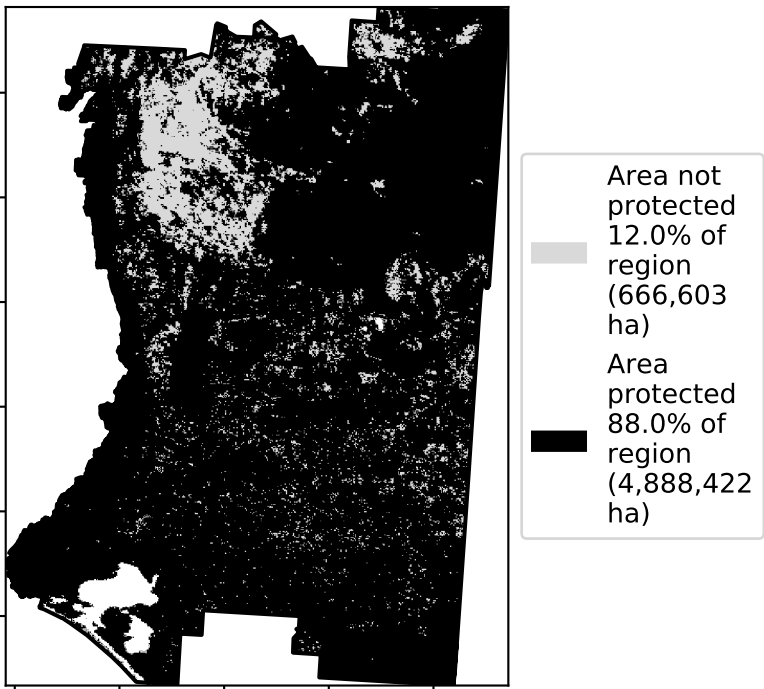 Area not
protected
12.0% of
region
(666,603
ha)
Area
protected
88.0% of
region
(4,888,422
ha)